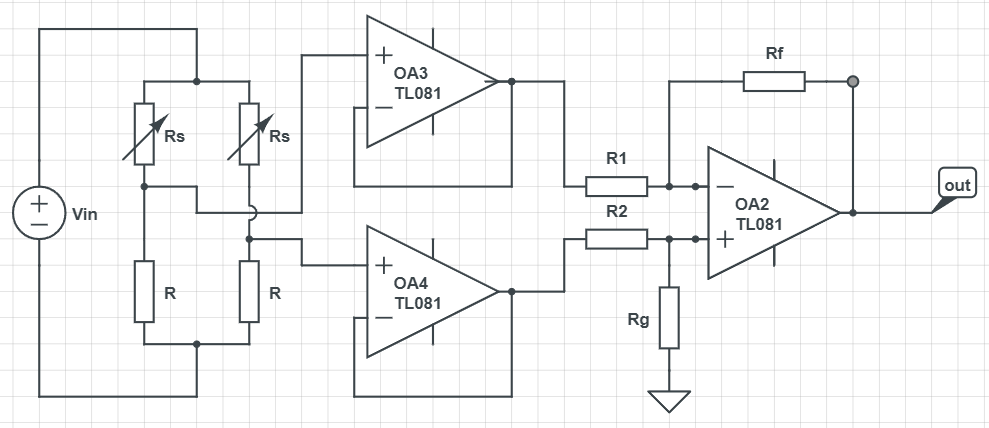 Rf
OA3
TL081
Rs
Rs
R1
out
R2
OA2
TL081
Vin
OA4
TL081
R
R
Rg